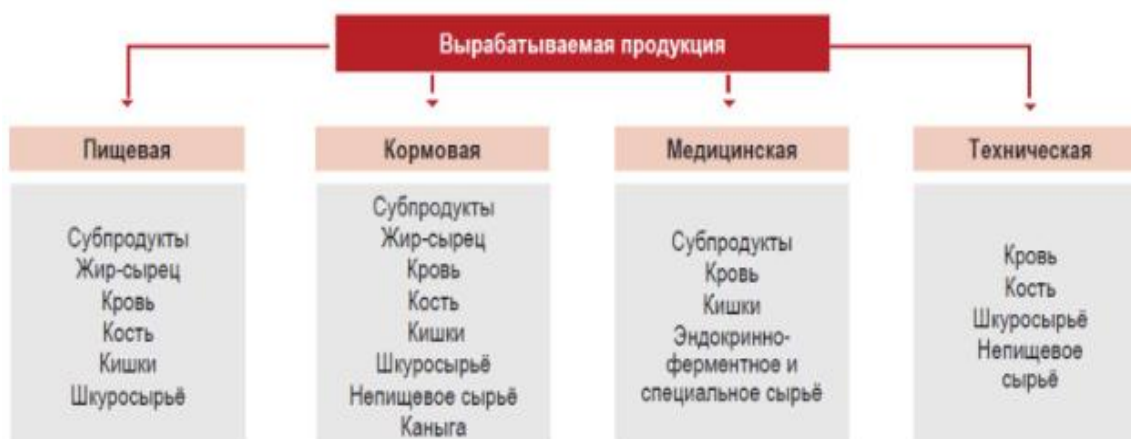 Вырабатываемая продукция
Пищевая
Субпродукты
Жир-сырец
Кровь
Кость
Кишки
Шкуросырьё
Кормовая
Субпродукты
Жир-сырец
Кровь
Кость
Кишки
Шкуросырьё
Непищевое сырьё
Каныга
Медицинская
Субпродукты
Кровь
Кишки
Эндокринно-
ферментное и
специальное сырьё
Техническая
Кровь
Кость
Шкуросырьё
Непищевое
сырьё